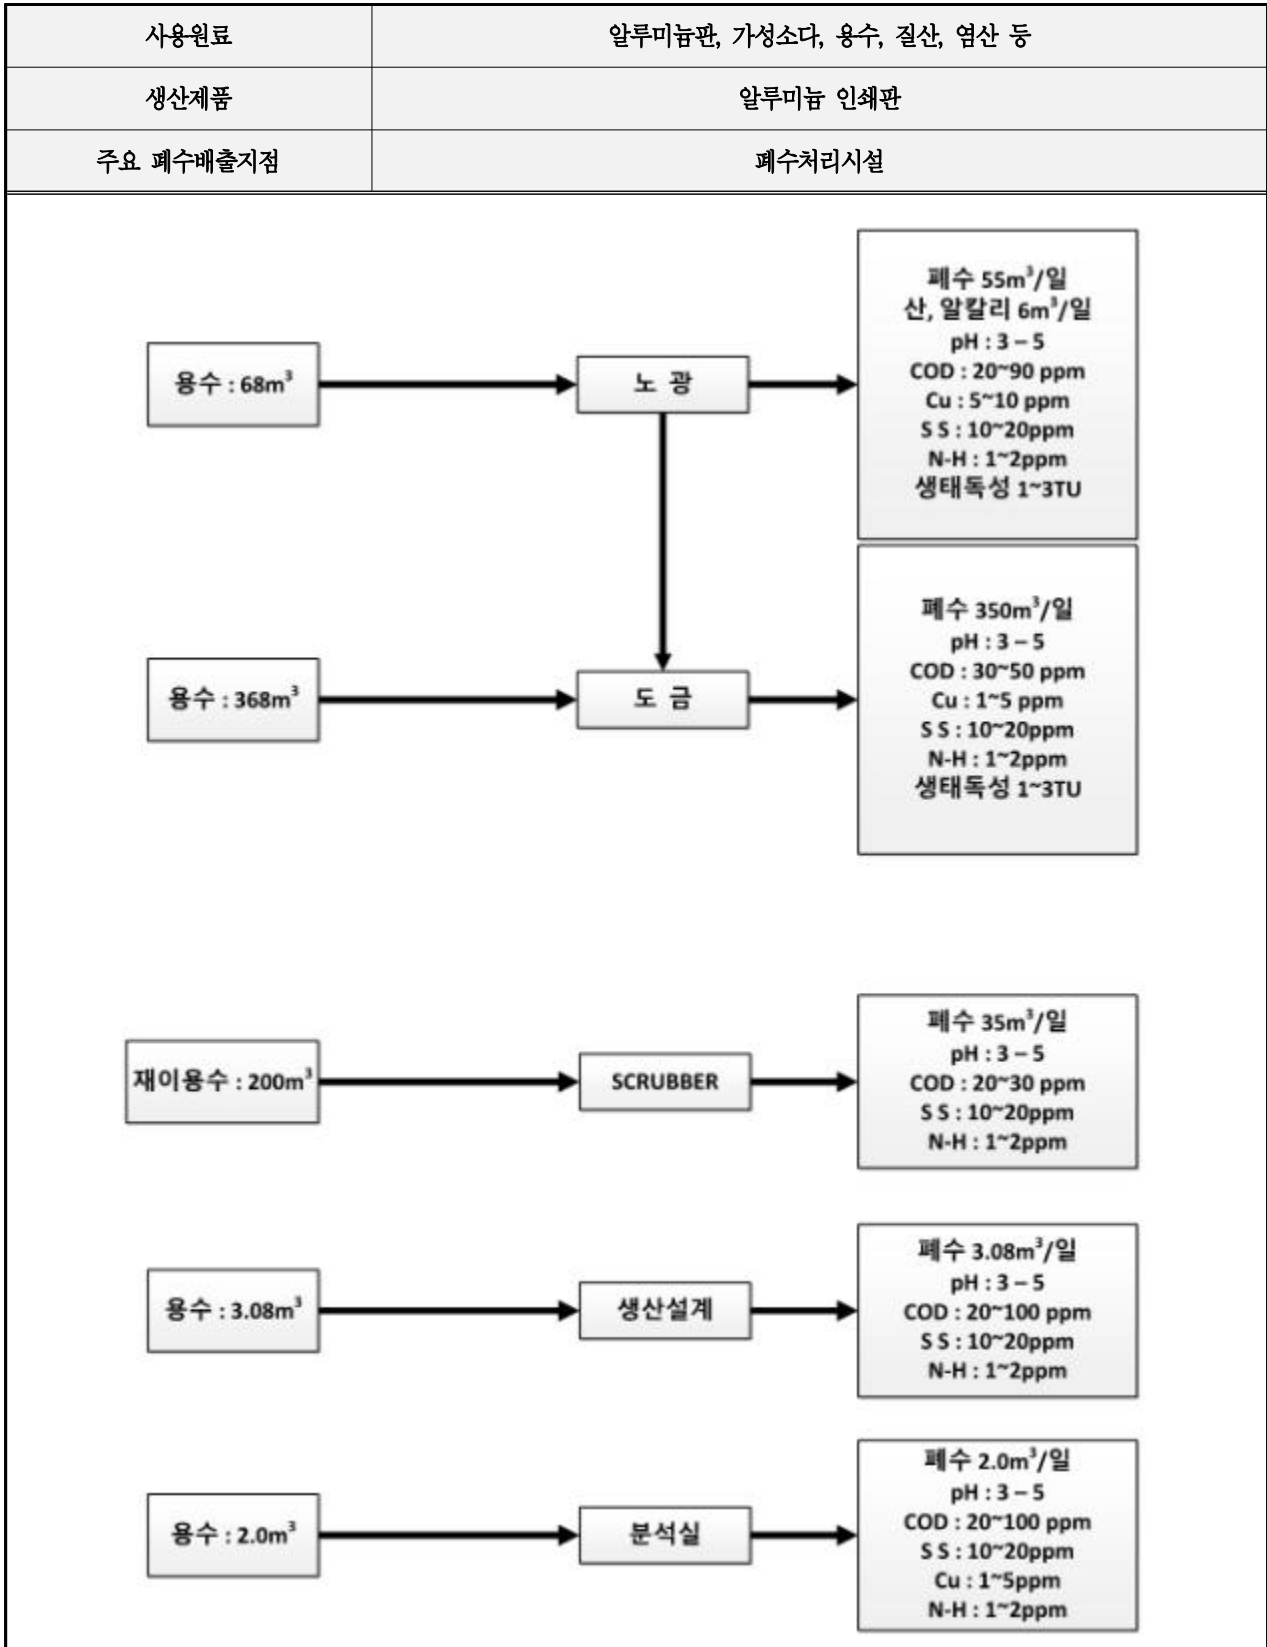 사용원료 알루미늄판, 가성소다, 용수, 질산, 염산 등
생산제품 알루미늄 인쇄판
주요 폐수배출지점 폐수처리시설
용수 : 68m³
노 광
폐수 55m³/일
산, 알칼리 6m³/일
pH : 3 – 5
COD : 20~90 ppm
Cu : 5~10 ppm
S S : 10~20ppm
N-H : 1~2ppm
생태독성 1~3TU
용수 : 368m³
도 금
폐수 350m³/일
pH : 3 – 5
COD : 30~50 ppm
Cu : 1~5 ppm
S S : 10~20ppm
N-H : 1~2ppm
생태독성 1~3TU
재이용수 : 200m³
SCRUBBER
폐수 35m³/일
pH : 3 – 5
COD : 20~30 ppm
S S : 10~20ppm
N-H : 1~2ppm
용수 : 3.08m³
생산설계
폐수 3.08m³/일
pH : 3 – 5
COD : 20~100 ppm
S S : 10~20ppm
N-H : 1~2ppm
용수 : 2.0m³
분석실
폐수 2.0m³/일
pH : 3 – 5
COD : 20~100 ppm
S S : 10~20ppm
Cu : 1~5ppm
N-H : 1~2ppm